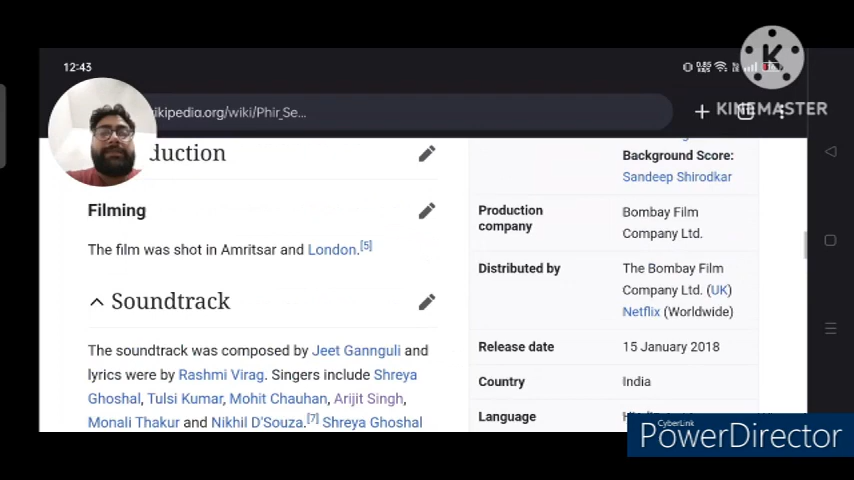 12:43
KINEMASTER
ikipedia.org/wiki/Phir_Se...
duction
Filming
The film was shot in Amritsar and London.[5]
Soundtrack
The soundtrack was composed by Jeet Gannguli and
lyrics were by Rashmi Virag. Singers include Shreya
Ghoshal, Tulsi Kumar, Mohit Chauhan, Arijit Singh,
Monali Thakur and Nikhil D'Souza.[7] Shreya Ghoshal
Background Score:
Sandeep Shirodkar
Production
company
Bombay Film
Company Ltd.
Distributed by
The Bombay Film
Company Ltd. (UK)
Netflix (Worldwide)
Release date
15 January 2018
Country
India
Language
CyberLink
PowerDirector